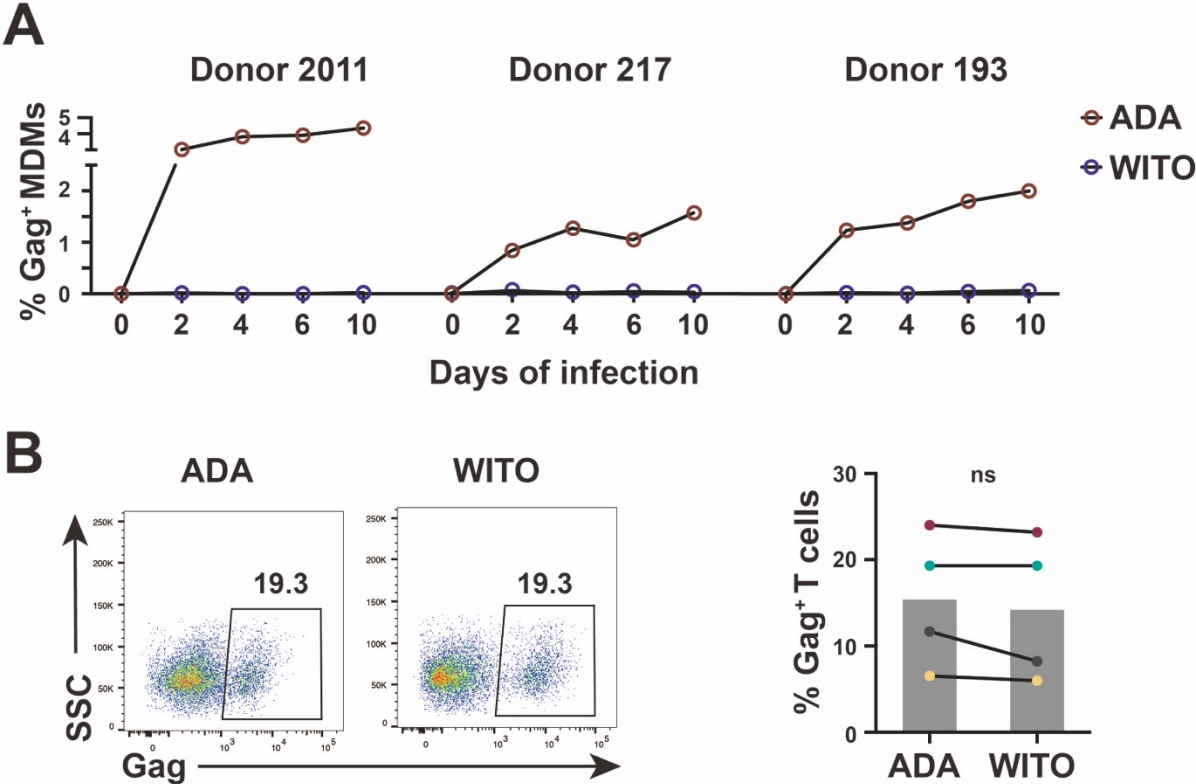 A
Donor 2011 Donor 217 Donor 193
% Gag⁺ MDMs
5
4
2
1
0
0 2 4 6 10 0 2 4 6 10 0 2 4 6 10
Days of infection
ADA
WITO
B
ADA WITO
SSC
250K
200K
150K
100K
50K
0
19.3
0 10³ 10⁴ 10⁵
250K
200K
150K
100K
50K
0
19.3
0 10³ 10⁴ 10⁵
Gag
% Gag⁺ T cells
30
20
10
0
ns
ADA WITO